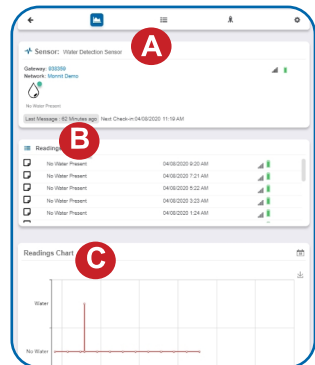 A
Sensor: Water Detection Sensor
Gateway: 930289
Network: Monnit Demo
No Water Present
Last Message : 62 Minutes ago Next Check-in:04/08/2020 11:19 AM
B
Readings
No Water Present 04/08/2020 9:20 AM
No Water Present 04/08/2020 7:21 AM
No Water Present 04/08/2020 5:22 AM
No Water Present 04/08/2020 3:23 AM
No Water Present 04/08/2020 1:24 AM
C
Readings Chart
Water
No Water